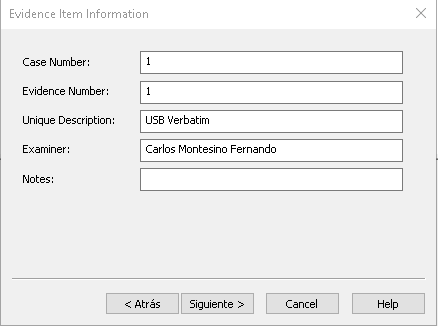 Evidence Item Information
Case Number: 1
Evidence Number: 1
Unique Description: USB Verbatim
Examiner: Carlos Montesino Fernando
Notes:
< Atrás Siguiente > Cancel Help